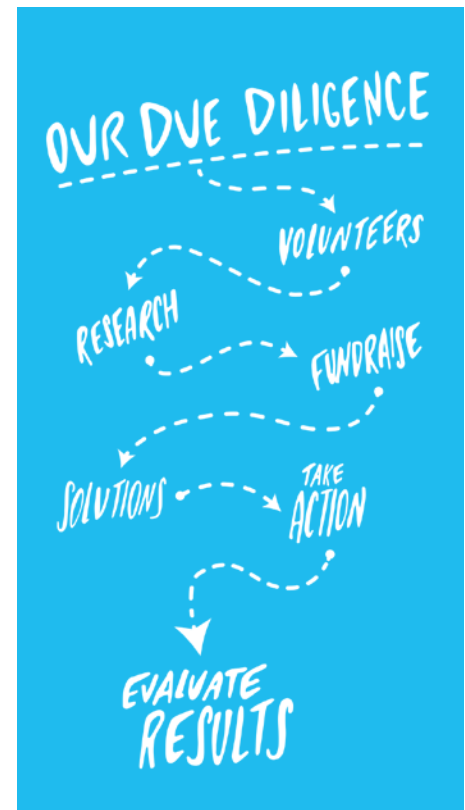 OUR DUE DILIGENCE
VOLUNTEERS
RESEARCH
FUNDRAISE
SOLUTIONS
TAKE
ACTION
EVALUATE
RESULTS